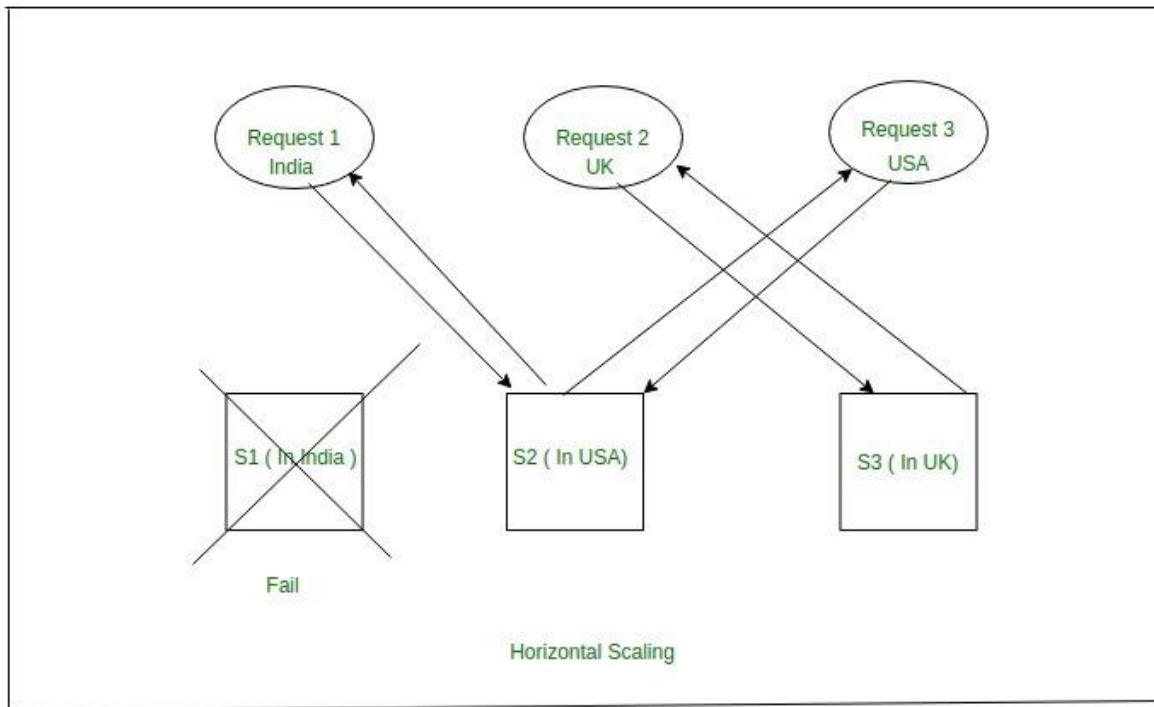 Request 1
India
Request 2
UK
Request 3
USA
S1 ( In India )
S2 ( In USA)
S3 ( In UK)
Fail
Horizontal Scaling